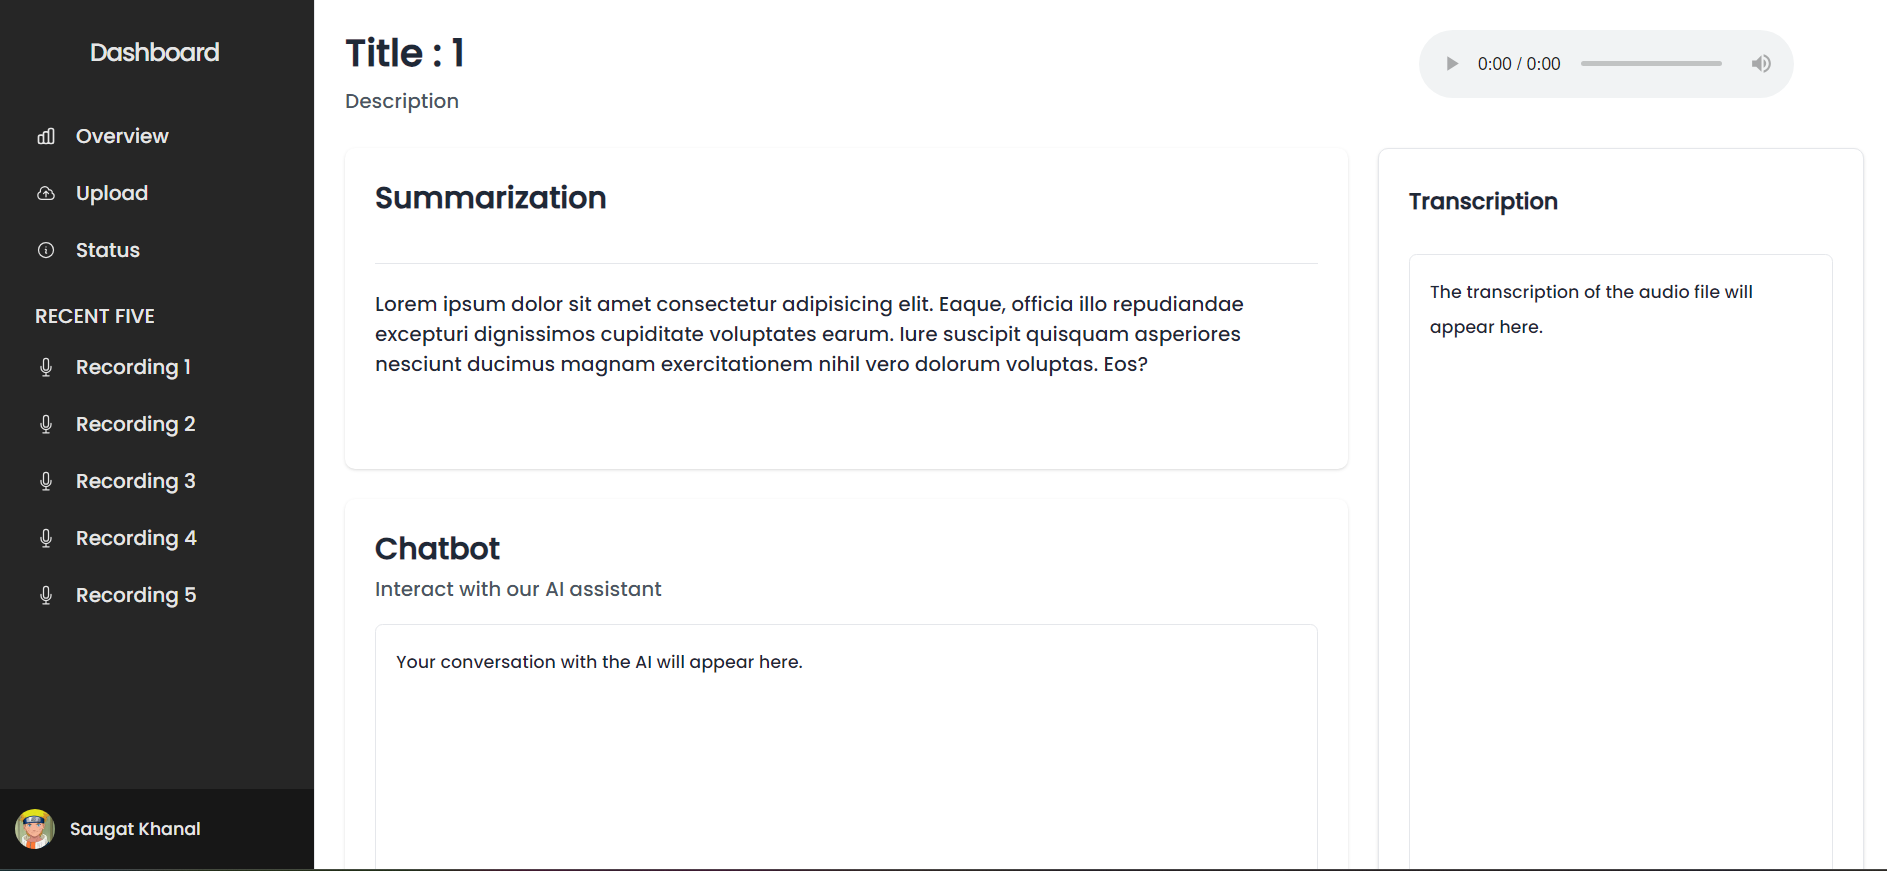 Dashboard
Overview
Upload
Status
RECENT FIVE
Recording 1
Recording 2
Recording 3
Recording 4
Recording 5
Saugat Khanal
Title : 1
Description
0:00 / 0:00
Summarization
Lorem ipsum dolor sit amet consectetur adipisicing elit. Eaque, officia illo repudiandae
excepturi dignissimos cupiditate voluptates earum. Iure suscipit quisquam asperiores
nesciunt ducimus magnam exercitationem nihil vero dolorum voluptas. Eos?
Chatbot
Interact with our AI assistant
Your conversation with the AI will appear here.
Transcription
The transcription of the audio file will
appear here.